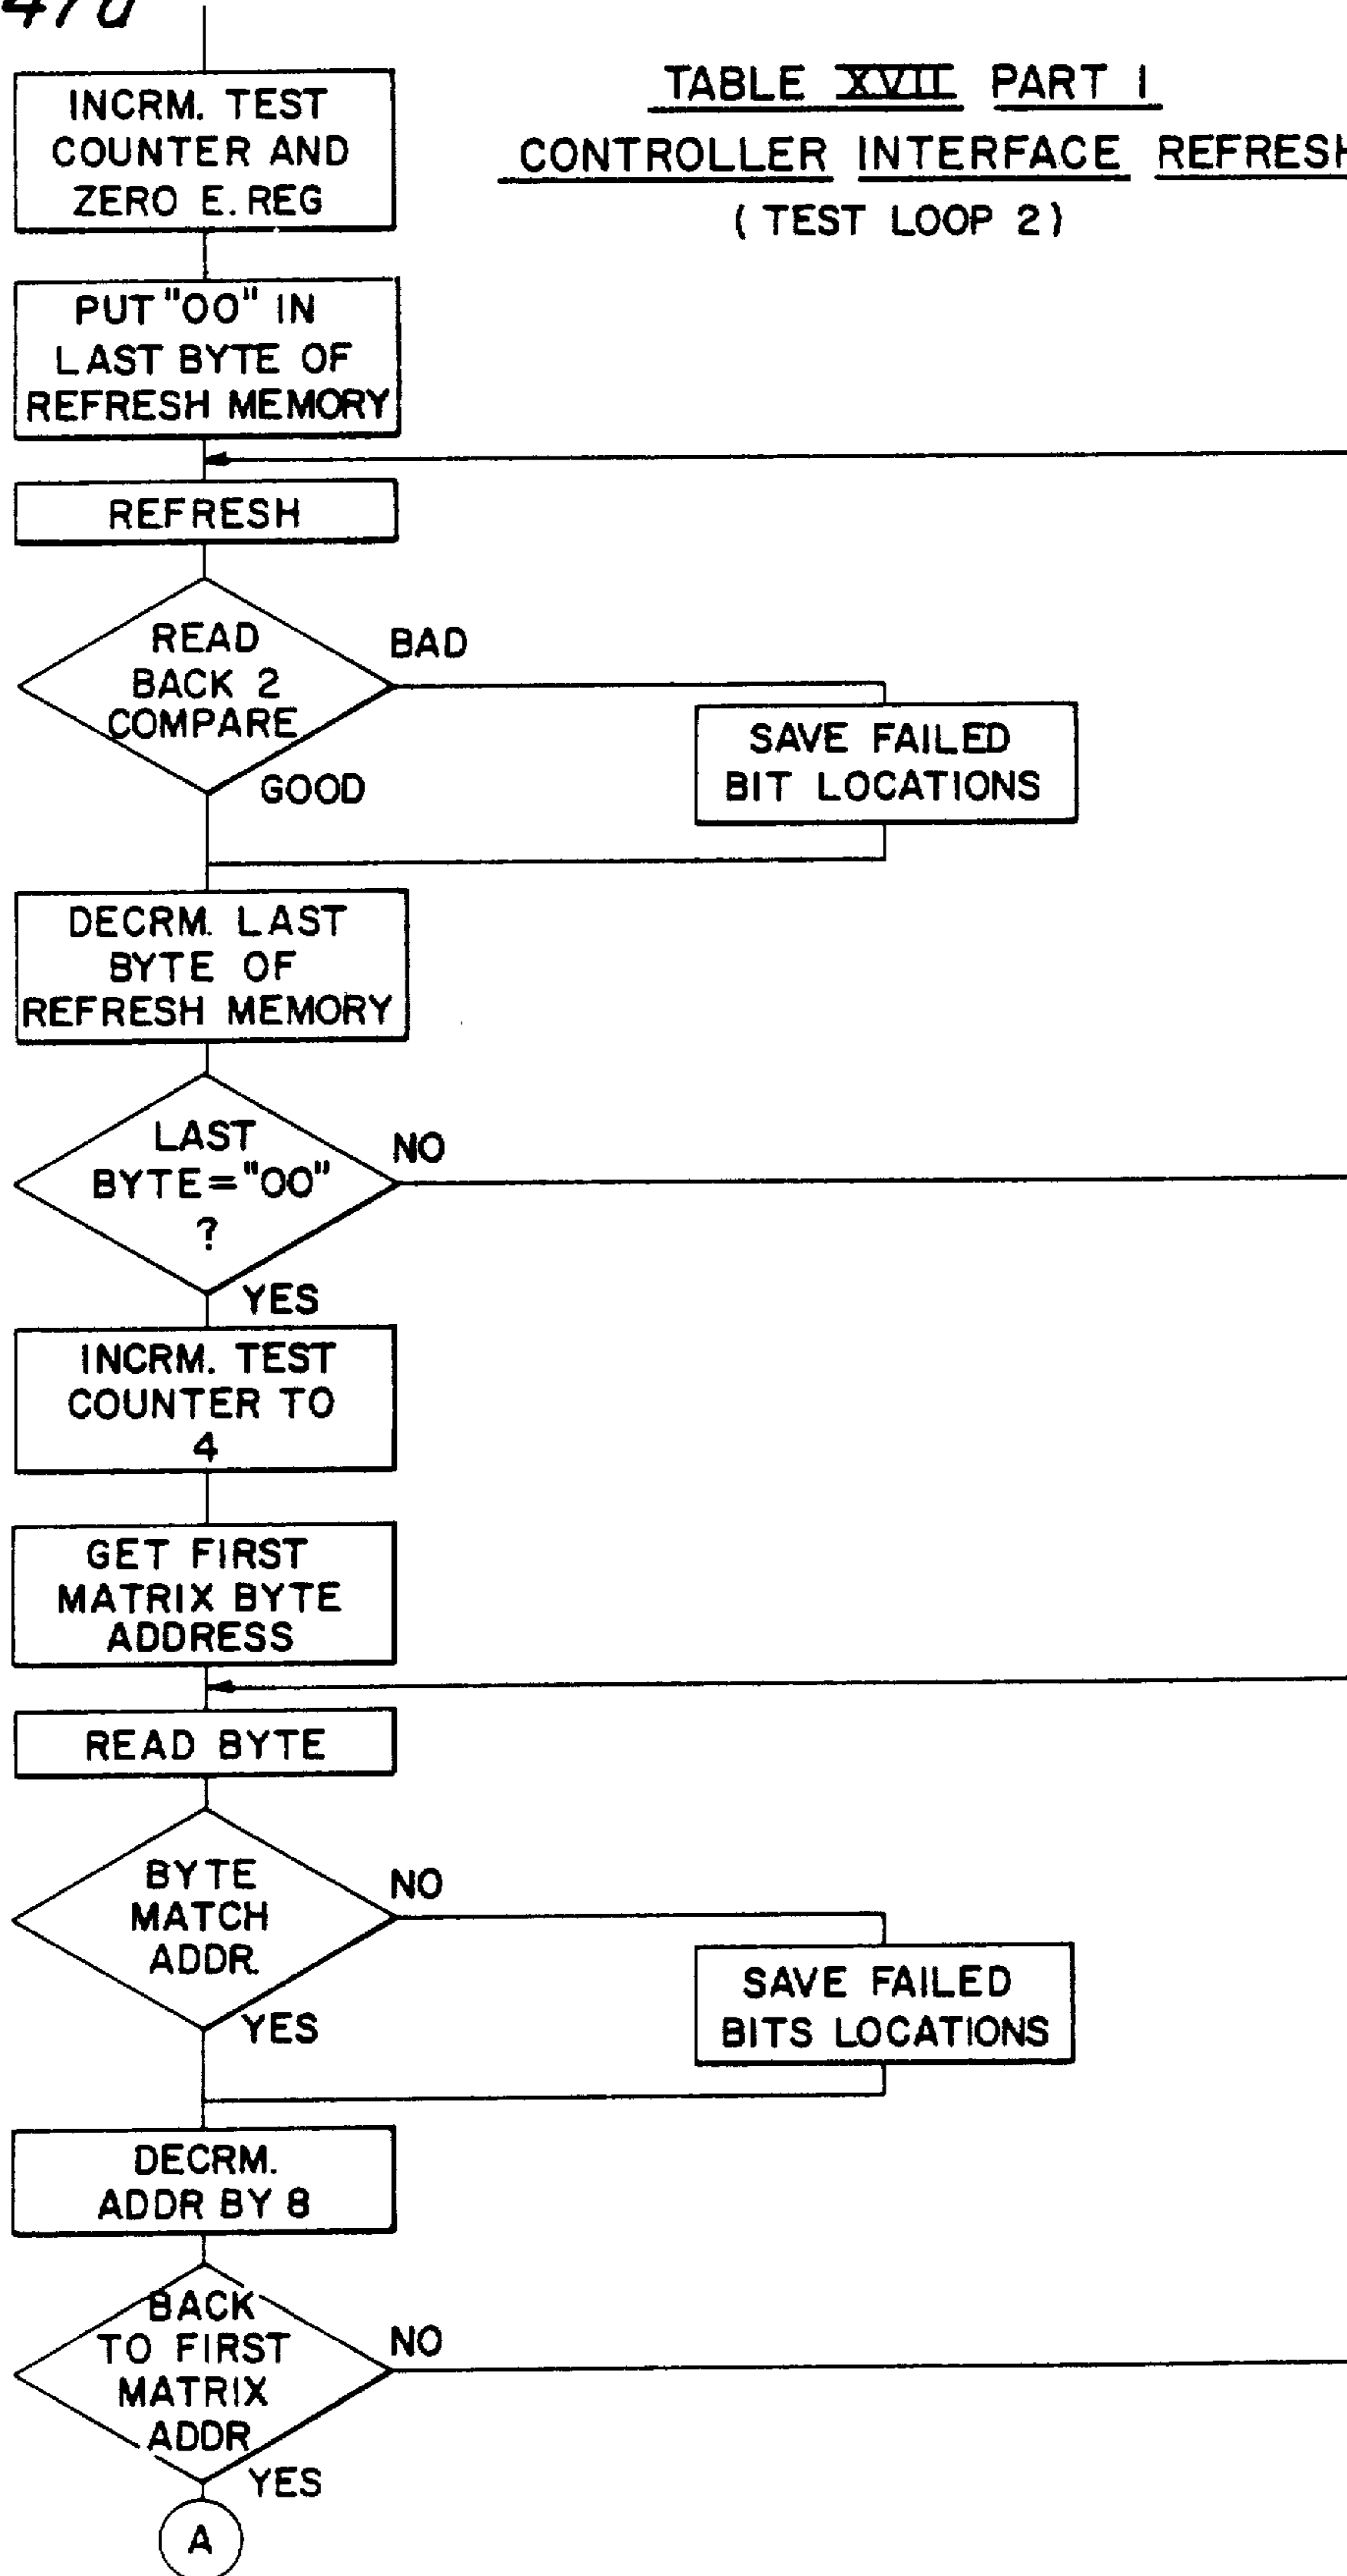 47a
TABLE XVII PART I
CONTROLLER INTERFACE REFRESH
(TEST LOOP 2)
INCRM. TEST
COUNTER AND
ZERO E. REG
PUT "00" IN
LAST BYTE OF
REFRESH MEMORY
REFRESH
READ
BACK 2
COMPARE
BAD
GOOD
SAVE FAILED
BIT LOCATIONS
DECRM. LAST
BYTE OF
REFRESH MEMORY
LAST
BYTE="00"
?
NO
YES
INCRM. TEST
COUNTER TO
4
GET FIRST
MATRIX BYTE
ADDRESS
READ BYTE
BYTE
MATCH
ADDR.
NO
YES
SAVE FAILED
BITS LOCATIONS
DECRM.
ADDR BY 8
BACK
TO FIRST
MATRIX
ADDR
NO
YES
A